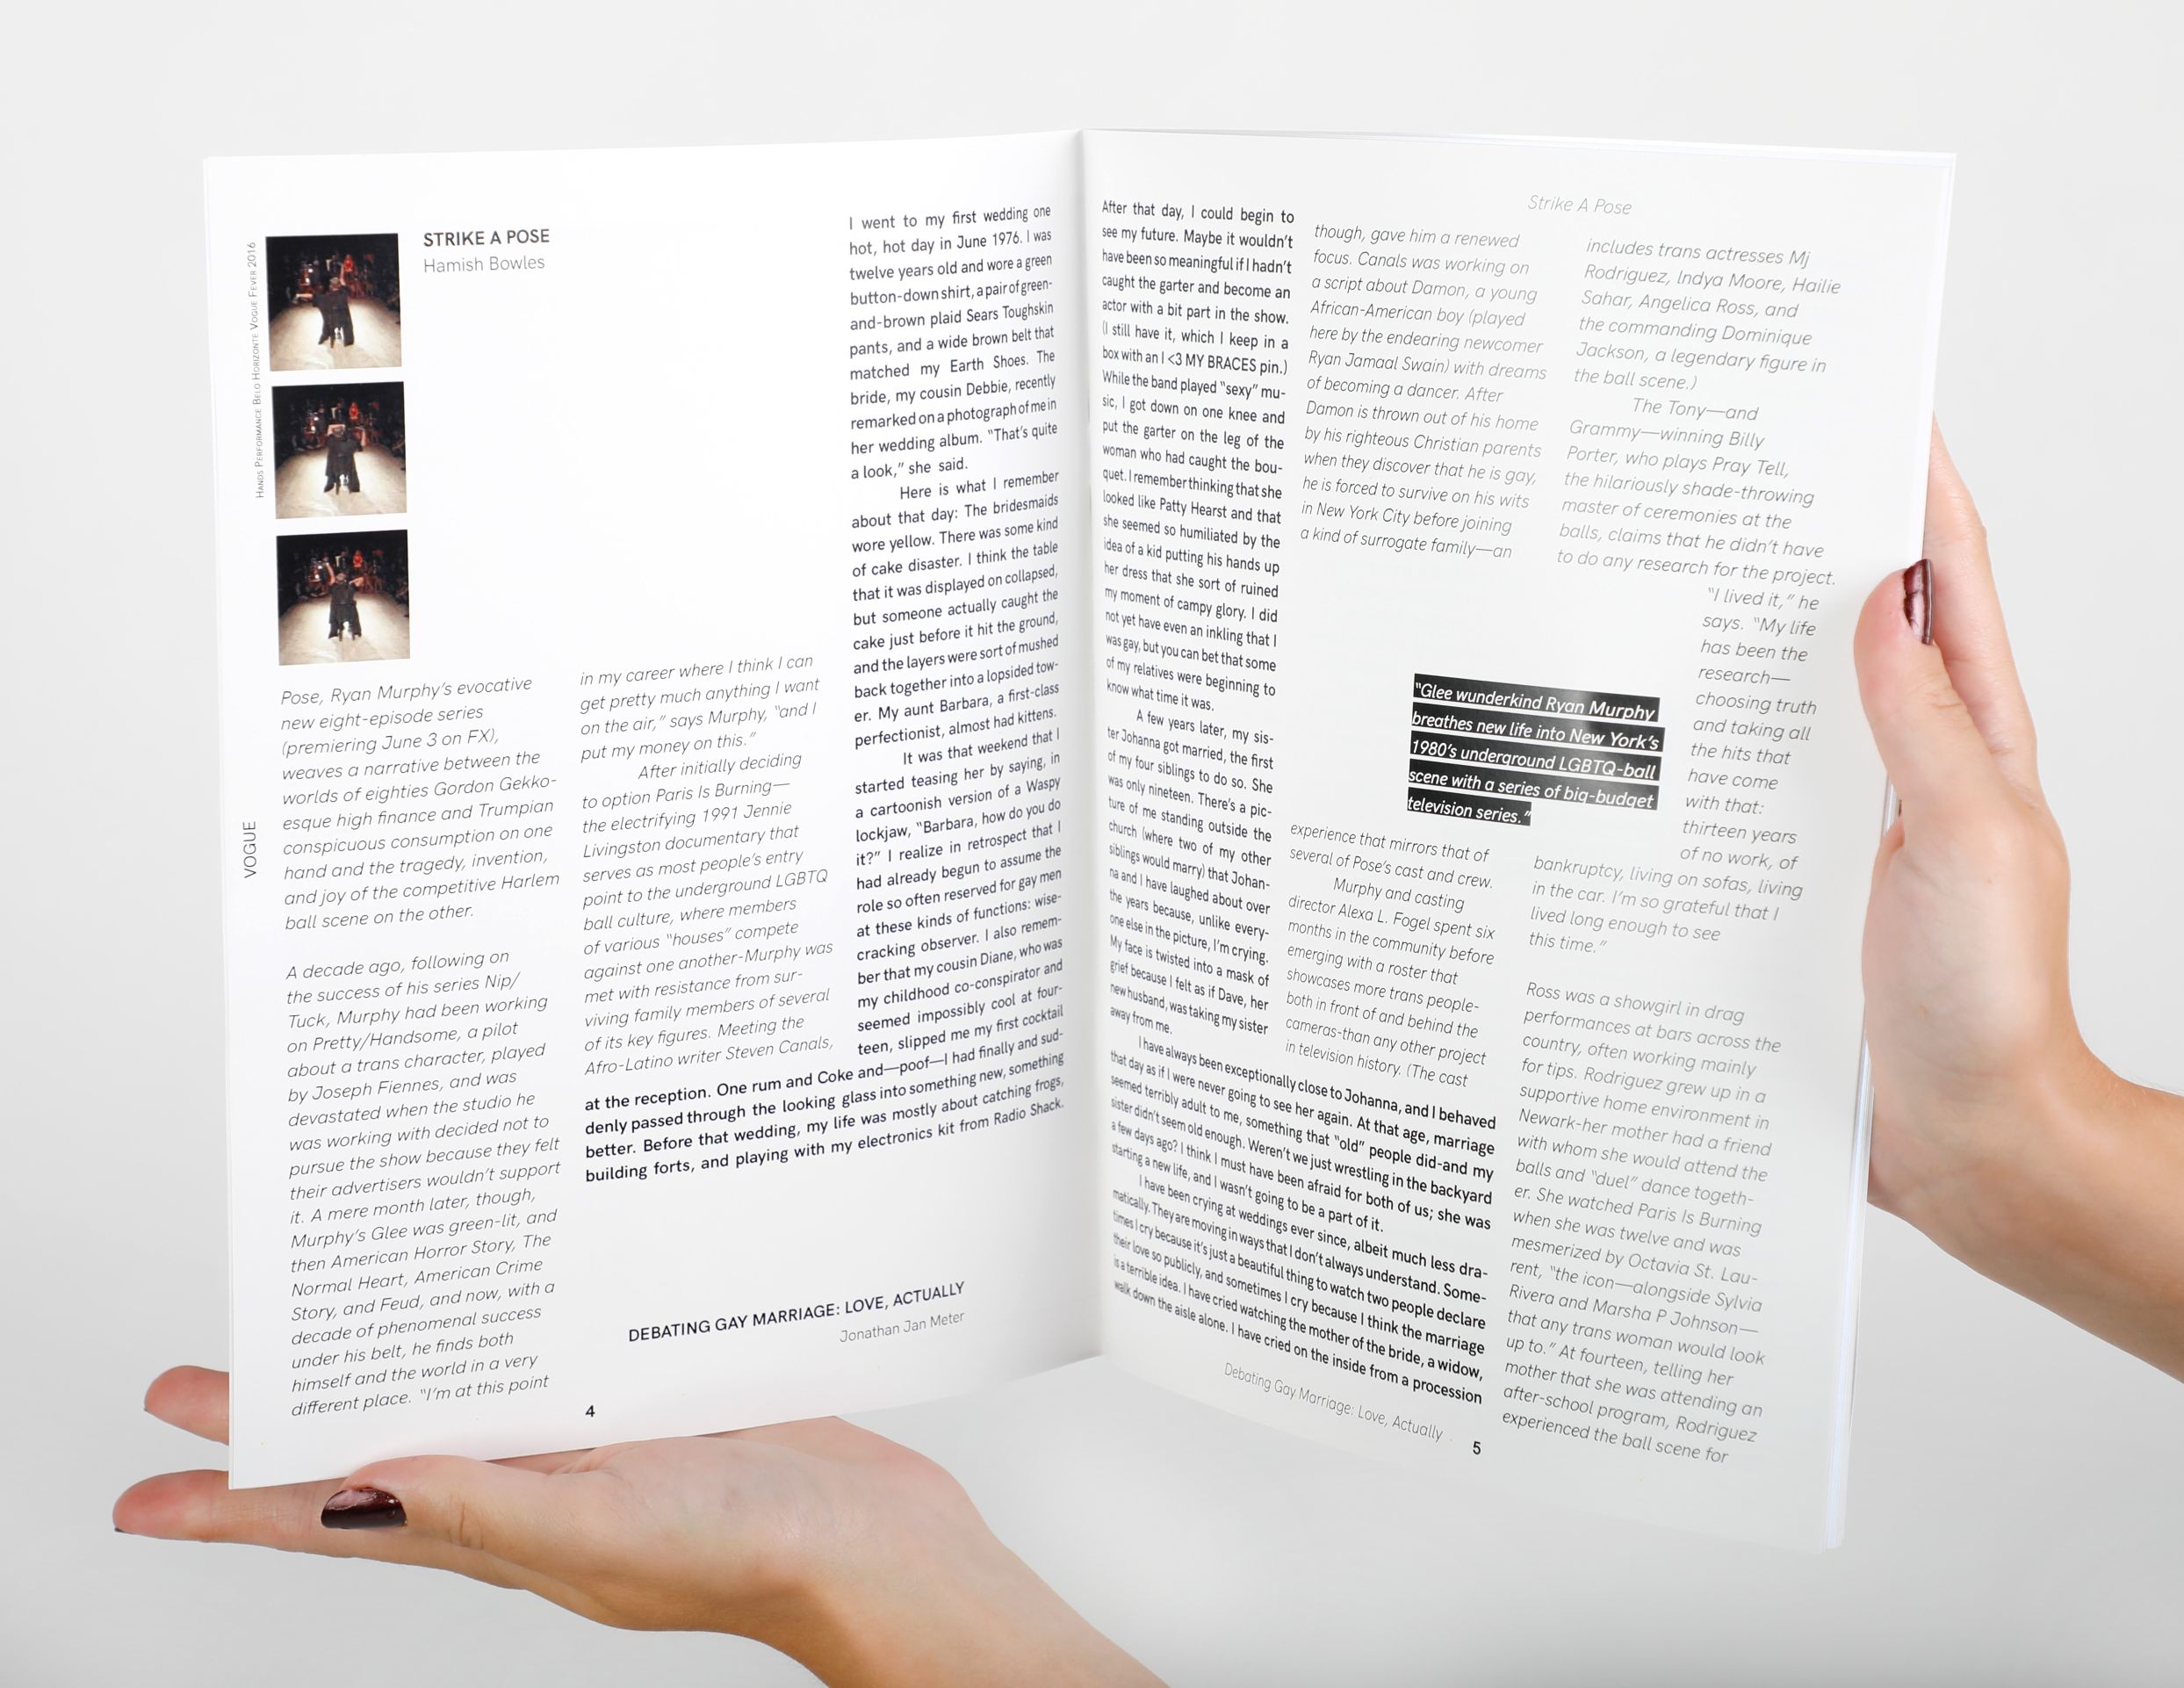 HANDS PERFORMANCE BELO HORIZONTE VOGUE FEVER 2016
VOGUE
STRIKE A POSE
Hamish Bowles
Pose, Ryan Murphy's evocative
new eight-episode series
(premiering June 3 on FX),
weaves a narrative between the
worlds of eighties Gordon Gekko-
esque high finance and Trumpian
conspicuous consumption on one
hand and the tragedy, invention,
and joy of the competitive Harlem
ball scene on the other.
A decade ago, following on
the success of his series Nip/
Tuck, Murphy had been working
on Pretty/Handsome, a pilot
about a trans character, played
by Joseph Fiennes, and was
devastated when the studio he
was working with decided not to
pursue the show because they felt
their advertisers wouldn't support
it. A mere month later, though,
Murphy's Glee was green-lit, and
then American Horror Story, The
Normal Heart, American Crime
Story, and Feud, and now, with a
decade of phenomenal success
under his belt, he finds both
himself and the world in a very
different place. "I'm at this point
in my career where I think I can
get pretty much anything I want
on the air," says Murphy, "and I
put my money on this."
After initially deciding
to option Paris Is Burning—
the electrifying 1991 Jennie
Livingston documentary that
serves as most people's entry
point to the underground LGBTQ
ball culture, where members
of various "houses" compete
against one another-Murphy was
met with resistance from sur-
viving family members of several
of its key figures. Meeting the
Afro-Latino writer Steven Canals,
I went to my first wedding one
hot, hot day in June 1976. I was
twelve years old and wore a green
button-down shirt, a pair of green-
and-brown plaid Sears Toughskin
pants, and a wide brown belt that
matched my Earth Shoes. The
bride, my cousin Debbie, recently
remarked on a photograph of me in
her wedding album. "That's quite
a look," she said.
Here is what I remember
about that day: The bridesmaids
wore yellow. There was some kind
of cake disaster. I think the table
that it was displayed on collapsed,
but someone actually caught the
cake just before it hit the ground,
and the layers were sort of mushed
back together into a lopsided tow-
er. My aunt Barbara, a first-class
perfectionist, almost had kittens.
It was that weekend that I
started teasing her by saying, in
a cartoonish version of a Waspy
lockjaw, "Barbara, how do you do
it?" I realize in retrospect that I
had already begun to assume the
role so often reserved for gay men
at these kinds of functions: wise-
cracking observer. I also remem-
ber that my cousin Diane, who was
my childhood co-conspirator and
seemed impossibly cool at four-
teen, slipped me my first cocktail
at the reception. One rum and Coke and—poof—I had finally and sud-
denly passed through the looking glass into something new, something
better. Before that wedding, my life was mostly about catching frogs,
building forts, and playing with my electronics kit from Radio Shack.
DEBATING GAY MARRIAGE: LOVE, ACTUALLY
Jonathan Jan Meter
4
After that day, I could begin to
see my future. Maybe it wouldn't
have been so meaningful if I hadn't
caught the garter and become an
actor with a bit part in the show.
(I still have it, which I keep in a
box with an I <3 MY BRACES pin.)
While the band played "sexy" mu-
sic, I got down on one knee and
put the garter on the leg of the
woman who had caught the bou-
quet. I remember thinking that she
looked like Patty Hearst and that
she seemed so humiliated by the
idea of a kid putting his hands up
her dress that she sort of ruined
my moment of campy glory. I did
not yet have even an inkling that I
was gay, but you can bet that some
of my relatives were beginning to
know what time it was.
A few years later, my sis-
ter Johanna got married, the first
of my four siblings to do so. She
was only nineteen. There's a pic-
ture of me standing outside the
church (where two of my other
siblings would marry) that Johan-
na and I have laughed about over
the years because, unlike every-
one else in the picture, I'm crying.
My face is twisted into a mask of
grief because I felt as if Dave, her
new husband, was taking my sister
away from me.
I have always been exceptionally close to Johanna, and I behaved
that day as if I were never going to see her again. At that age, marriage
seemed terribly adult to me, something that "old" people did-and my
sister didn't seem old enough. Weren't we just wrestling in the backyard
a few days ago? I think I must have been afraid for both of us; she was
starting a new life, and I wasn't going to be a part of it.
I have been crying at weddings ever since, albeit much less dra-
matically. They are moving in ways that I don't always understand. Some-
times I cry because it's just a beautiful thing to watch two people declare
their love so publicly, and sometimes I cry because I think the marriage
is a terrible idea. I have cried watching the mother of the bride, a widow,
walk down the aisle alone. I have cried on the inside from a procession
Debating Gay Marriage: Love, Actually
5
Strike A Pose
though, gave him a renewed
focus. Canals was working on
a script about Damon, a young
African-American boy (played
here by the endearing newcomer
Ryan Jamaal Swain) with dreams
of becoming a dancer. After
Damon is thrown out of his home
by his righteous Christian parents
when they discover that he is gay,
he is forced to survive on his wits
in New York City before joining
a kind of surrogate family—an
"Glee wunderkind Ryan Murphy
breathes new life into New York's
1980's underground LGBTQ-ball
scene with a series of big-budget
television series."
experience that mirrors that of
several of Pose's cast and crew.
Murphy and casting
director Alexa L. Fogel spent six
months in the community before
emerging with a roster that
showcases more trans people-
both in front of and behind the
cameras-than any other project
in television history. (The cast
includes trans actresses Mj
Rodriguez, Indya Moore, Hailie
Sahar, Angelica Ross, and
the commanding Dominique
Jackson, a legendary figure in
the ball scene.)
The Tony—and
Grammy—winning Billy
Porter, who plays Pray Tell,
the hilariously shade-throwing
master of ceremonies at the
balls, claims that he didn't have
to do any research for the project.
"I lived it," he
says. "My life
has been the
research—
choosing truth
and taking all
the hits that
have come
with that:
thirteen years
of no work, of
bankruptcy, living on sofas, living
in the car. I'm so grateful that I
lived long enough to see
this time."
Ross was a showgirl in drag
performances at bars across the
country, often working mainly
for tips. Rodriguez grew up in a
supportive home environment in
Newark-her mother had a friend
with whom she would attend the
balls and "duel" dance togeth-
er. She watched Paris Is Burning
when she was twelve and was
mesmerized by Octavia St. Lau-
rent, "the icon—alongside Sylvia
Rivera and Marsha P Johnson—
that any trans woman would look
up to." At fourteen, telling her
mother that she was attending an
after-school program, Rodriguez
experienced the ball scene for